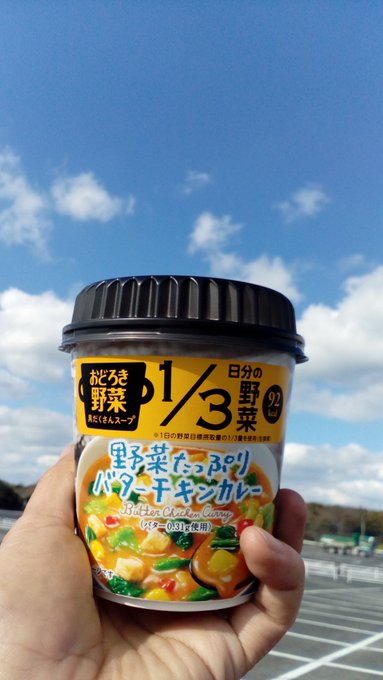 おどろき
野菜
具だくさんスープ
1/3
日分の
野菜
92
kcal
※1日の野菜目標摂取量の1/3量を使用(生換算)
野菜たっぷり
バターチキンカレー
Butter Chicken Curry
(バター0.31g使用)